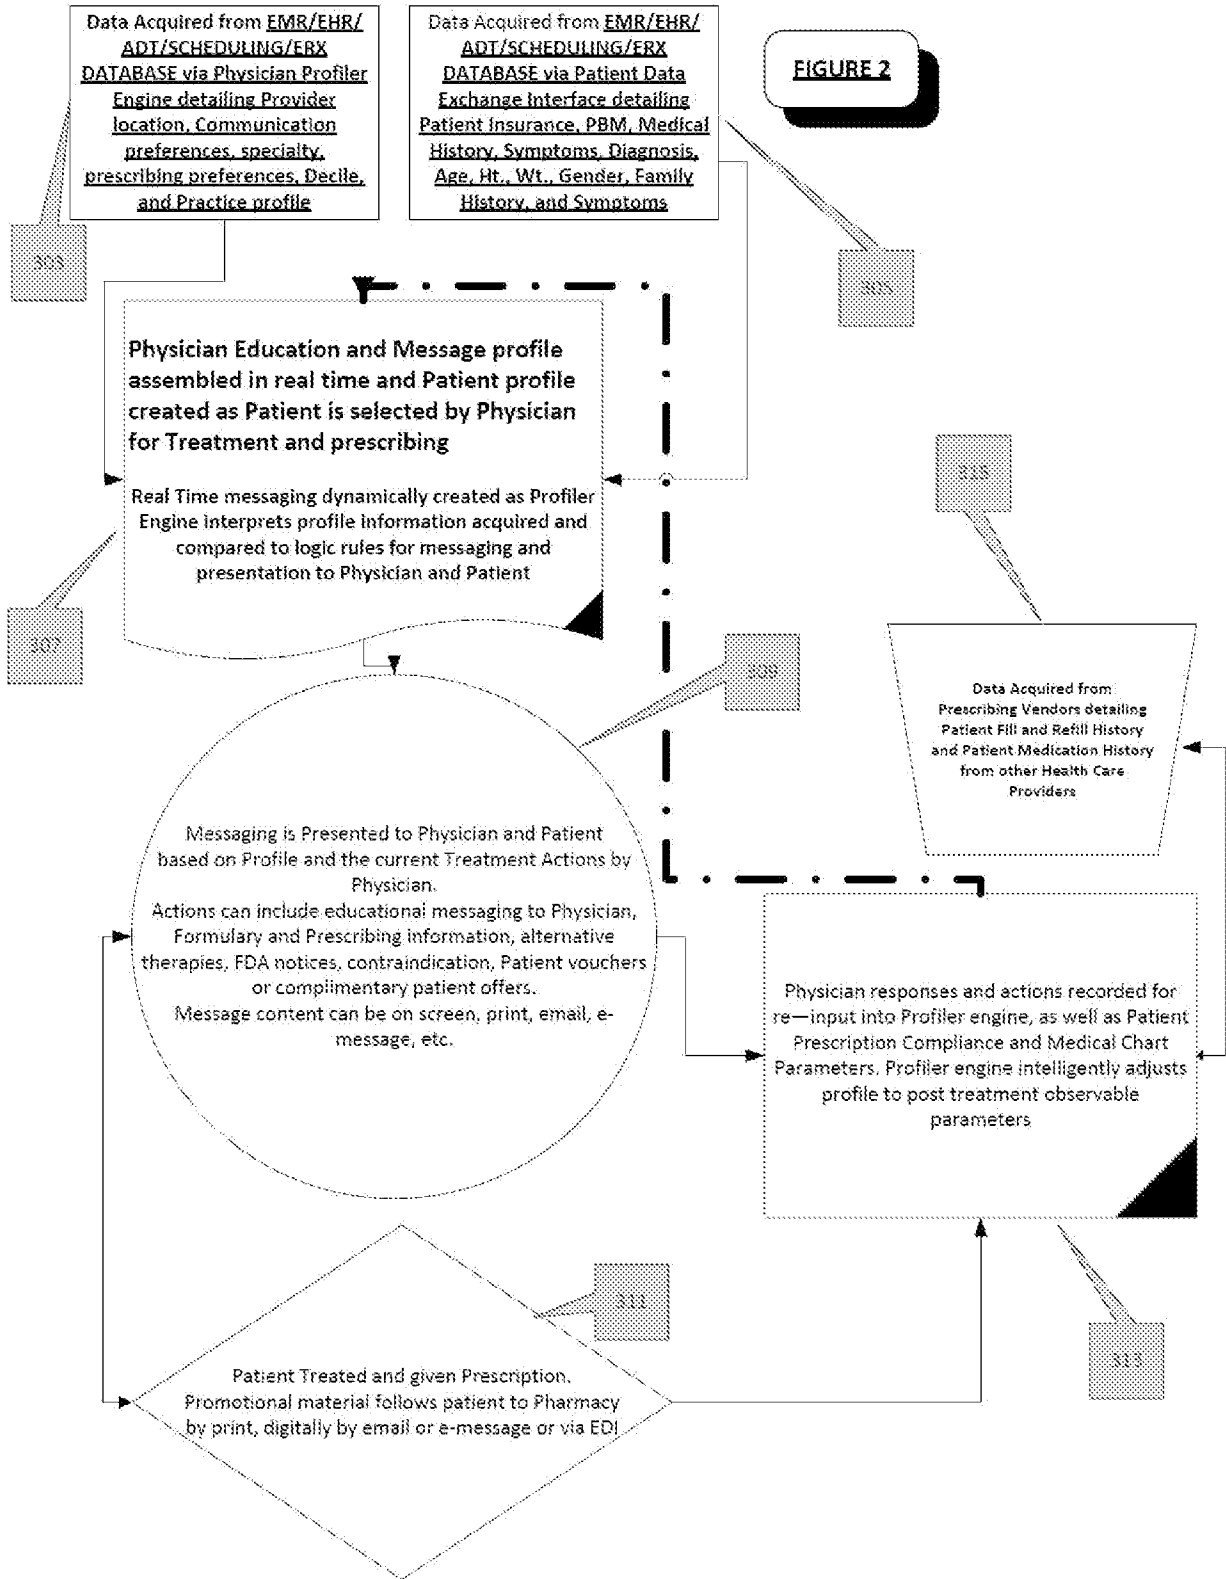 Data Acquired from EMR/EHR/
ADT/SCHEDULING/ERX
DATABASE via Physician Profiler
Engine detailing Provider
location, Communication
preferences, specialty,
prescribing preferences, Decile,
and Practice profile
Data Acquired from EMR/EHR/
ADT/SCHEDULING/ERX
DATABASE via Patient Data
Exchange Interface detailing
Patient Insurance, PBM, Medical
History, Symptoms, Diagnosis,
Age, Ht., Wt., Gender, Family
History, and Symptoms
FIGURE 2
303
305
Physician Education and Message profile
assembled in real time and Patient profile
created as Patient is selected by Physician
for Treatment and prescribing
Real Time messaging dynamically created as Profiler
Engine interprets profile information acquired and
compared to logic rules for messaging and
presentation to Physician and Patient
315
307
309
Data Acquired from
Prescribing Vendors detailing
Patient Fill and Refill History
and Patient Medication History
from other Health Care
Providers
Messaging is Presented to Physician and Patient
based on Profile and the current Treatment Actions by
Physician.
Actions can include educational messaging to Physician,
Formulary and Prescribing information, alternative
therapies, FDA notices, contraindication, Patient vouchers
or complimentary patient offers.
Message content can be on screen, print, email, e-
message, etc.
Physician responses and actions recorded for
re—input into Profiler engine, as well as Patient
Prescription Compliance and Medical Chart
Parameters. Profiler engine intelligently adjusts
profile to post treatment observable
parameters
311
313
Patient Treated and given Prescription.
Promotional material follows patient to Pharmacy
by print, digitally by email or e-message or via EDI